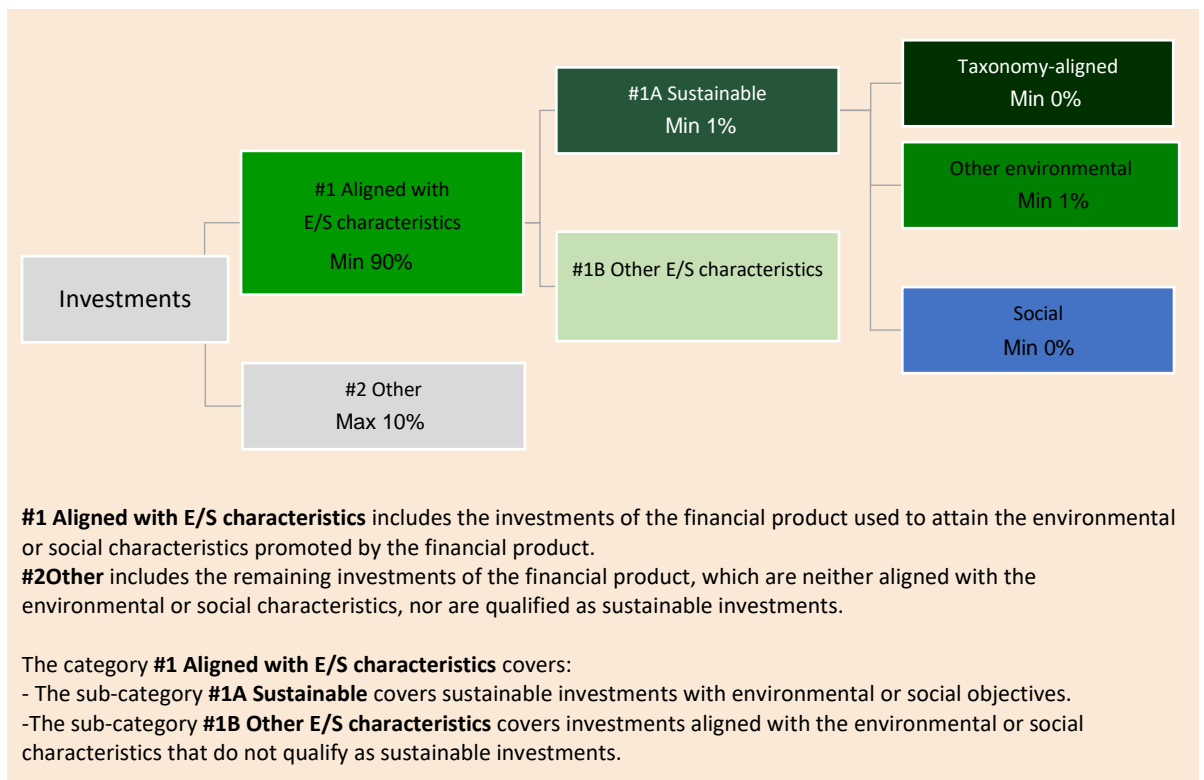 Investments
#1 Aligned with
E/S characteristics
Min 90%
#2 Other
Max 10%
#1A Sustainable
Min 1%
#1B Other E/S characteristics
Taxonomy-aligned
Min 0%
Other environmental
Min 1%
Social
Min 0%
#1 Aligned with E/S characteristics includes the investments of the financial product used to attain the environmental
or social characteristics promoted by the financial product.
#2Other includes the remaining investments of the financial product, which are neither aligned with the
environmental or social characteristics, nor are qualified as sustainable investments.
The category #1 Aligned with E/S characteristics covers:
- The sub-category #1A Sustainable covers sustainable investments with environmental or social objectives.
-The sub-category #1B Other E/S characteristics covers investments aligned with the environmental or social
characteristics that do not qualify as sustainable investments.